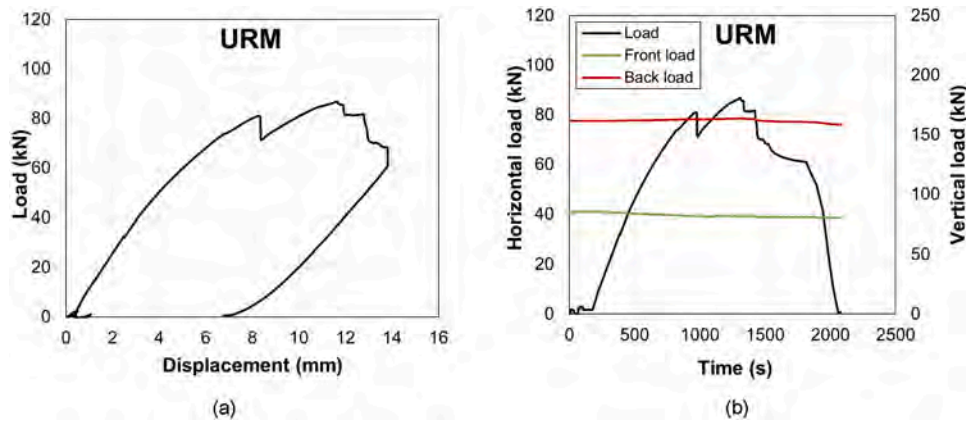 URM
Load (kN)
120
100
80
60
40
20
0
0 2 4 6 8 10 12 14 16
Displacement (mm)
(a)
URM
Load
Front load
Back load
Horizontal load (kN)
120
100
80
60
40
20
0
Vertical load (kN)
250
200
150
100
50
0
0 500 1000 1500 2000 2500
Time (s)
(b)